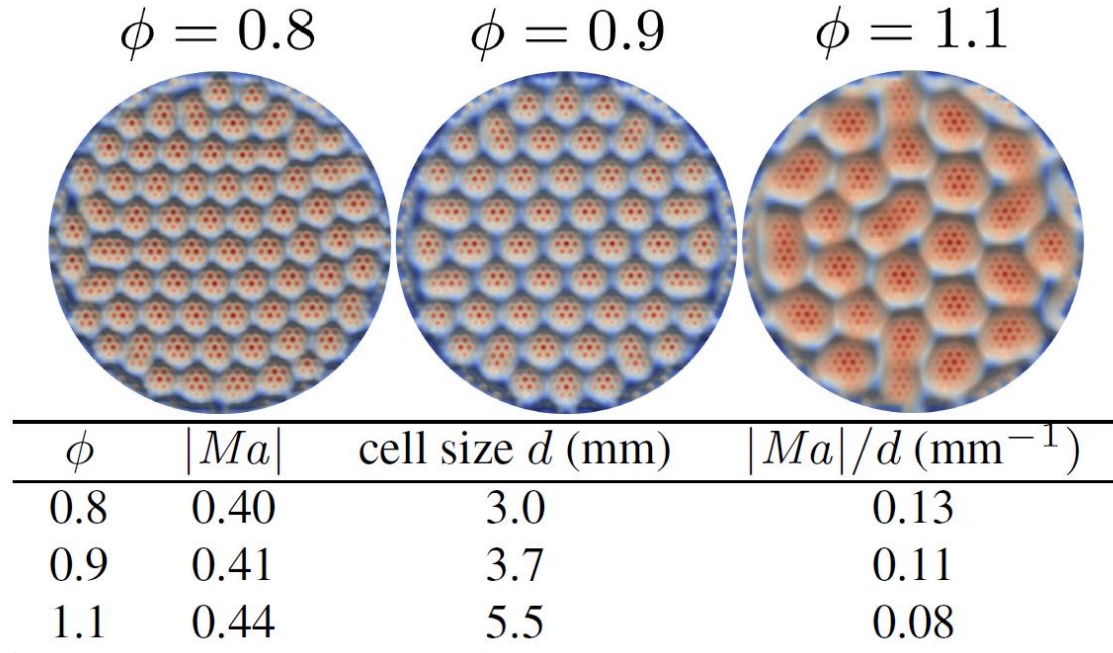 ϕ = 0.8 ϕ = 0.9 ϕ = 1.1
ϕ |Ma| cell size d (mm) |Ma|/d (mm⁻¹)
0.8 0.40 3.0 0.13
0.9 0.41 3.7 0.11
1.1 0.44 5.5 0.08